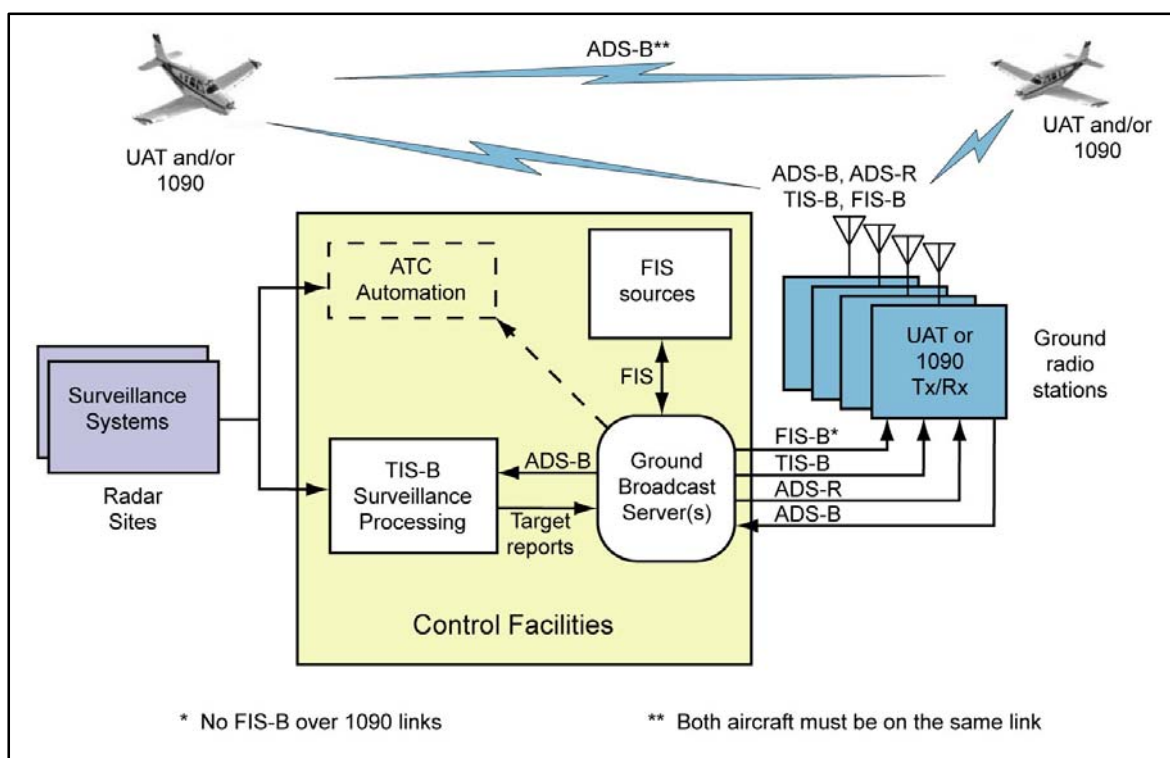 ADS-B**
UAT and/or
1090
UAT and/or
1090
ADS-B, ADS-R
TIS-B, FIS-B
ATC
Automation
FIS
sources
UAT or
1090
Tx/Rx
Ground
radio
stations
Surveillance
Systems
Radar
Sites
FIS
TIS-B
Surveillance
Processing
ADS-B
Target
reports
Ground
Broadcast
Server(s)
FIS-B*
TIS-B
ADS-R
ADS-B
Control Facilities
* No FIS-B over 1090 links
** Both aircraft must be on the same link